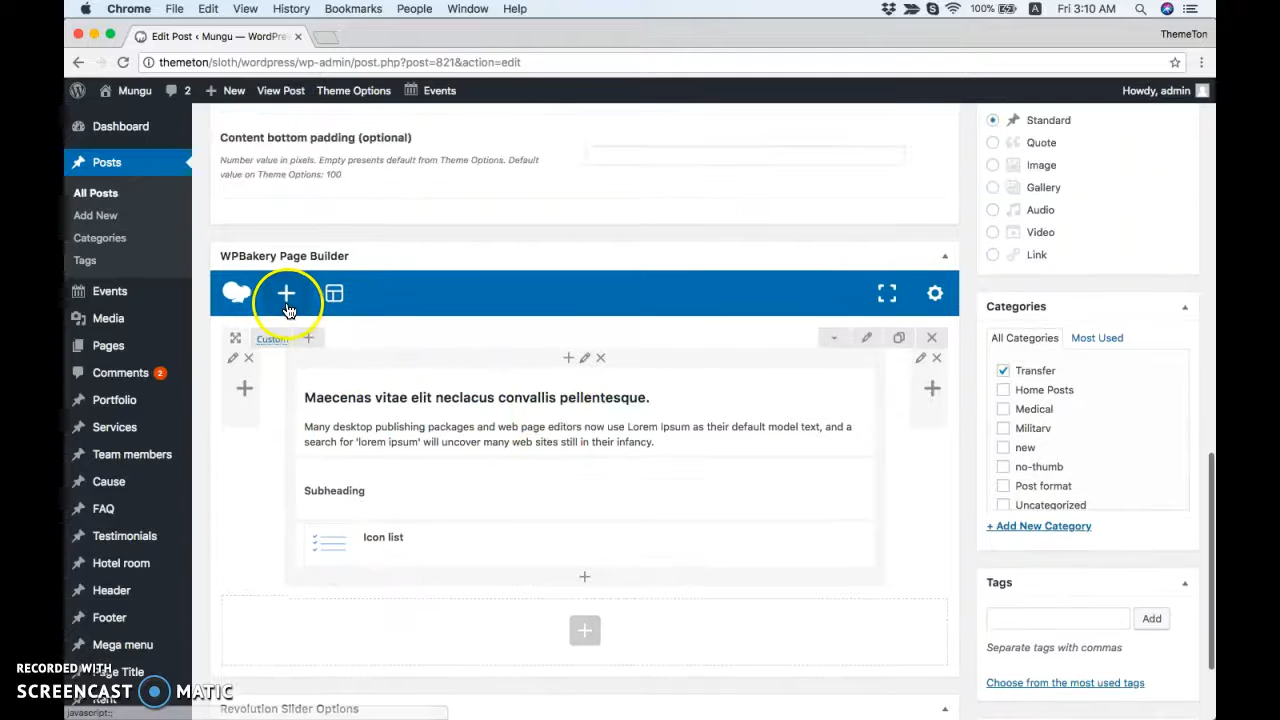 Chrome File Edit View History Bookmarks People Window Help
100% A Fri 3:10 AM
Edit Post ‹ Mungu — WordPre
ThemeTon
themeton/sloth/wordpress/wp-admin/post.php?post=821&action=edit
Mungu 2 New View Post Theme Options Events Howdy, admin
Dashboard
Posts
All Posts
Add New
Categories
Tags
Events
Media
Pages
Comments 2
Portfolio
Services
Team members
Cause
FAQ
Testimonials
Hotel room
Header
Footer
Mega menu
Page Title
Content bottom padding (optional)
Number value in pixels. Empty presents default from Theme Options. Default
value on Theme Options: 100
WPBakery Page Builder
Custom
Maecenas vitae elit neclacus convallis pellentesque.
Many desktop publishing packages and web page editors now use Lorem Ipsum as their default model text, and a
search for 'lorem ipsum' will uncover many web sites still in their infancy.
Subheading
Icon list
Revolution Slider Options
Standard
Quote
Image
Gallery
Audio
Video
Link
Categories
All Categories Most Used
Transfer
Home Posts
Medical
Military
new
no-thumb
Post format
Uncategorized
+ Add New Category
Tags
Add
Separate tags with commas
Choose from the most used tags
RECORDED WITH
SCREENCAST MATIC
javascript:;